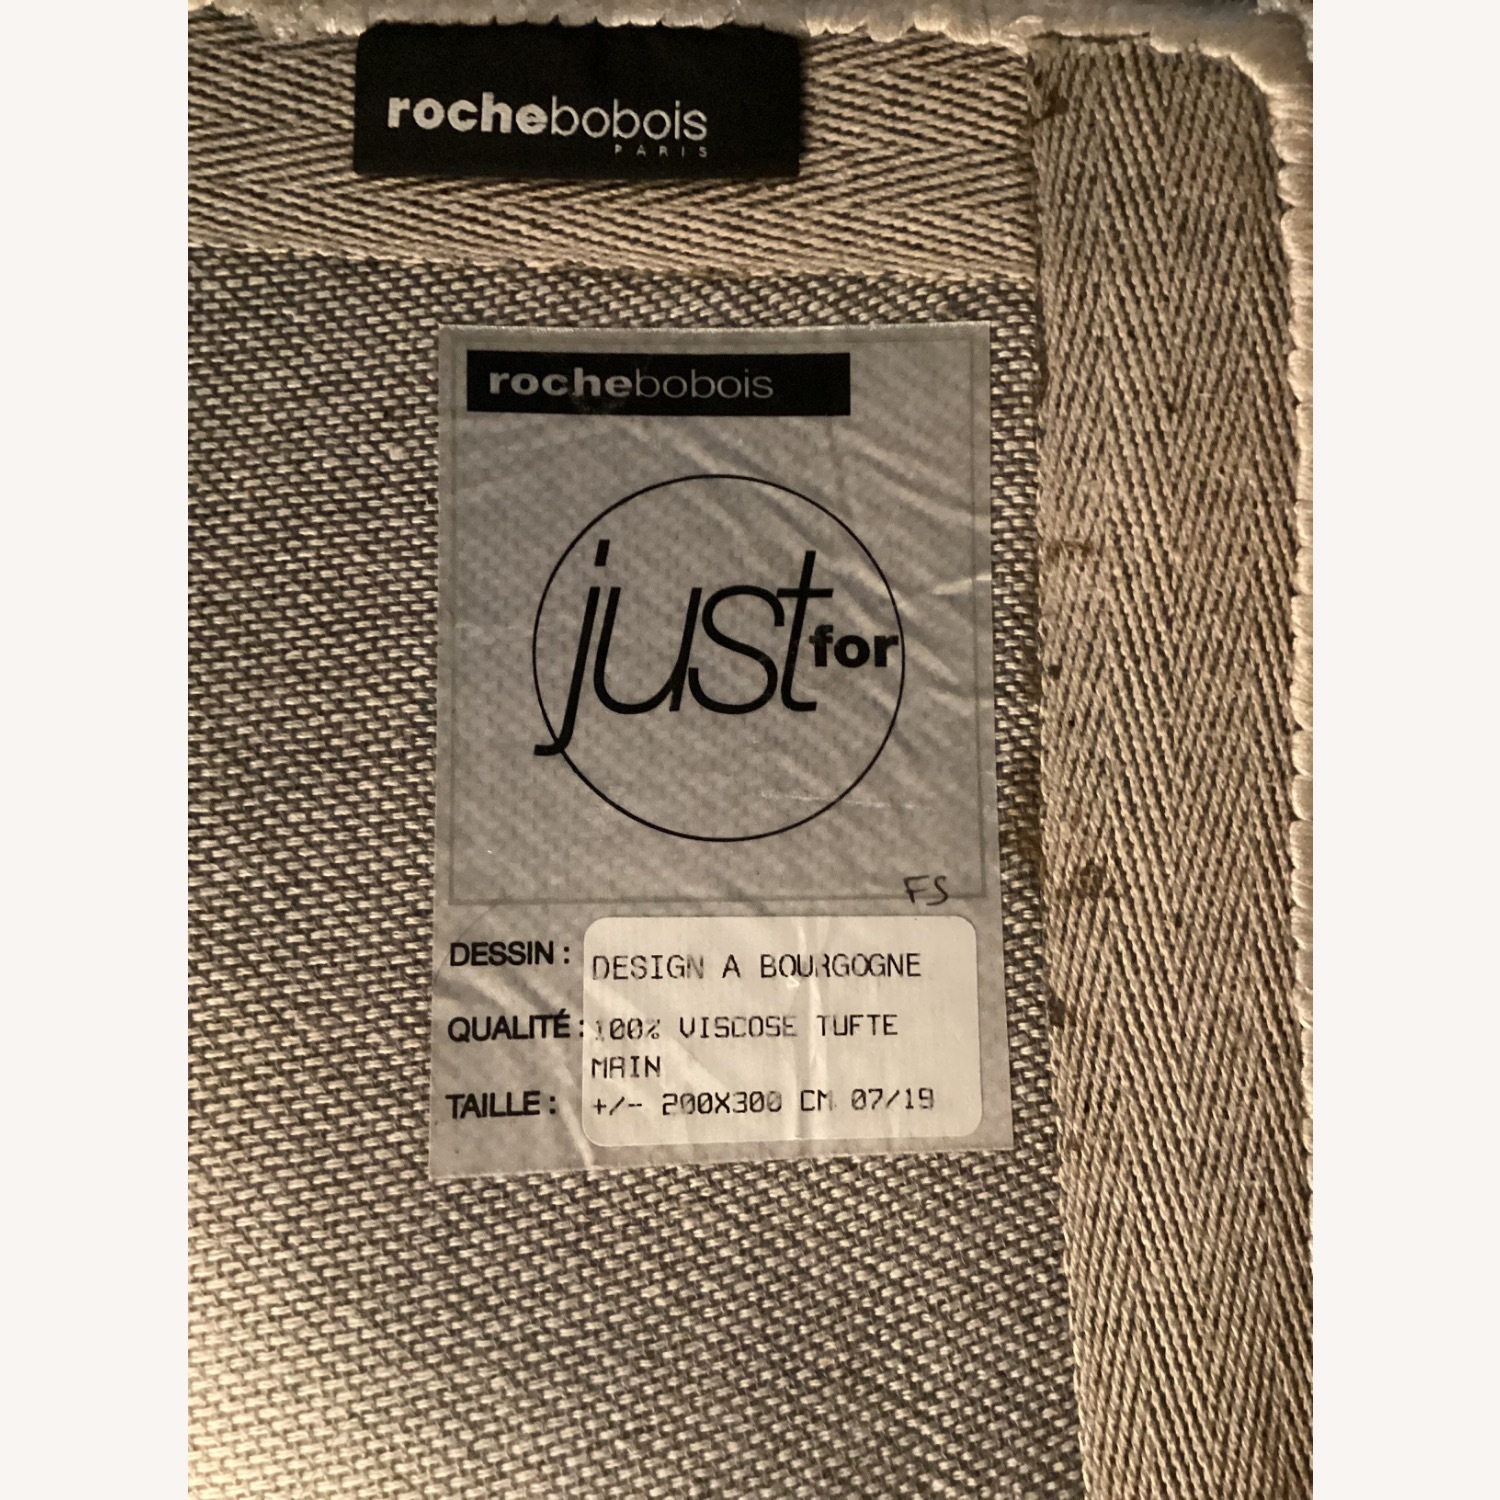 rochebobois
PARIS
rochebobois
just for
FS
DESSIN : DESIGN A BOURGOGNE
QUALITÉ : 100% VISCOSE TUFTE
MAIN
TAILLE : +/- 200X300 CM 07/19